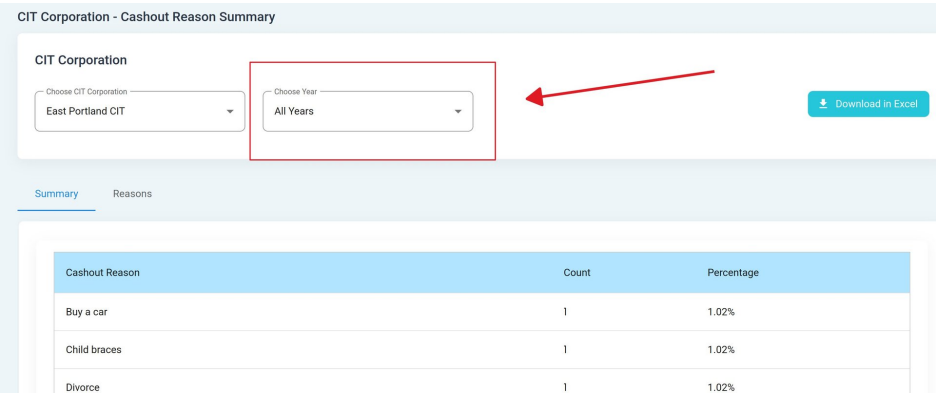 CIT Corporation - Cashout Reason Summary
CIT Corporation
Choose CIT Corporation
East Portland CIT
Choose Year
All Years
Download in Excel
Summary Reasons
Cashout Reason Count Percentage
Buy a car 1 1.02%
Child braces 1 1.02%
Divorce 1 1.02%